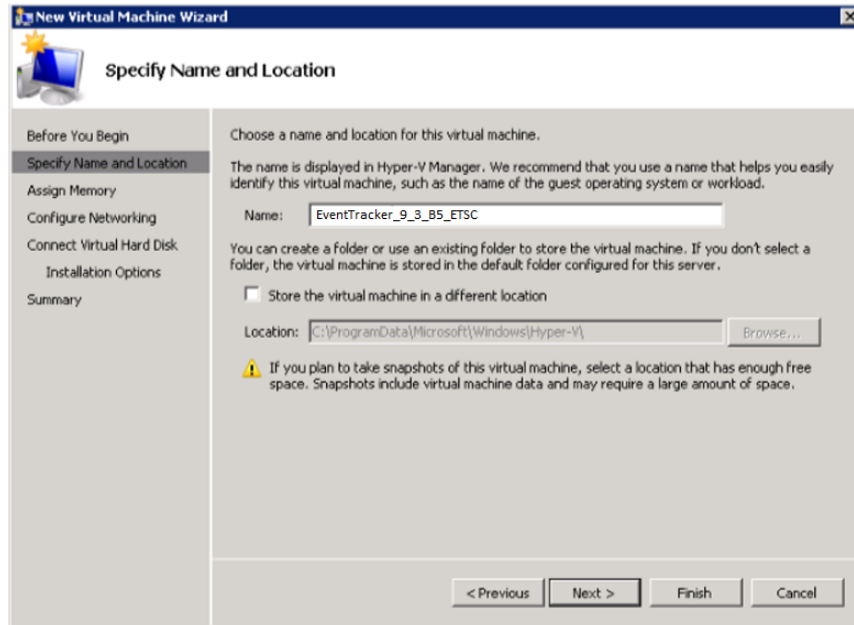 New Virtual Machine Wizard
Specify Name and Location
Before You Begin
Specify Name and Location
Assign Memory
Configure Networking
Connect Virtual Hard Disk
Installation Options
Summary
Choose a name and location for this virtual machine.
The name is displayed in Hyper-V Manager. We recommend that you use a name that helps you easily
identify this virtual machine, such as the name of the guest operating system or workload.
Name: EventTracker_9_3_B5_ETSC
You can create a folder or use an existing folder to store the virtual machine. If you don't select a
folder, the virtual machine is stored in the default folder configured for this server.
Store the virtual machine in a different location
Location: C:\ProgramData\Microsoft\Windows\Hyper-V\ Browse...
If you plan to take snapshots of this virtual machine, select a location that has enough free
space. Snapshots include virtual machine data and may require a large amount of space.
< Previous Next > Finish Cancel